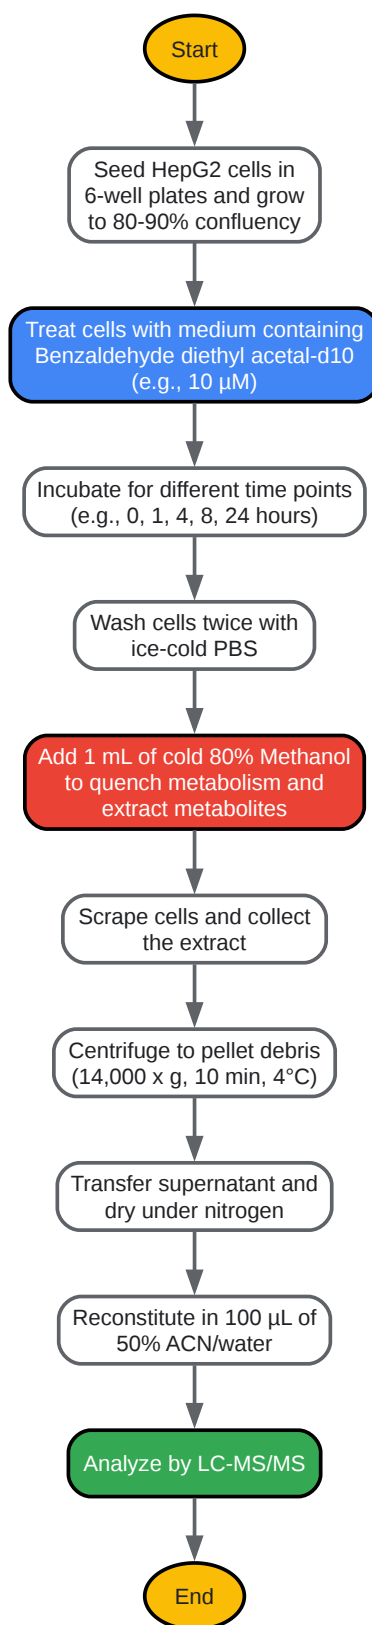 Start
Seed HepG2 cells in
6-well plates and grow
to 80-90% confluency
Treat cells with medium containing
Benzaldehyde diethyl acetal-d10
(e.g., 10 µM)
Incubate for different time points
(e.g., 0, 1, 4, 8, 24 hours)
Wash cells twice with
ice-cold PBS
Add 1 mL of cold 80% Methanol
to quench metabolism and
extract metabolites
Scrape cells and collect
the extract
Centrifuge to pellet debris
(14,000 x g, 10 min, 4°C)
Transfer supernatant and
dry under nitrogen
Reconstitute in 100 µL of
50% ACN/water
Analyze by LC-MS/MS
End